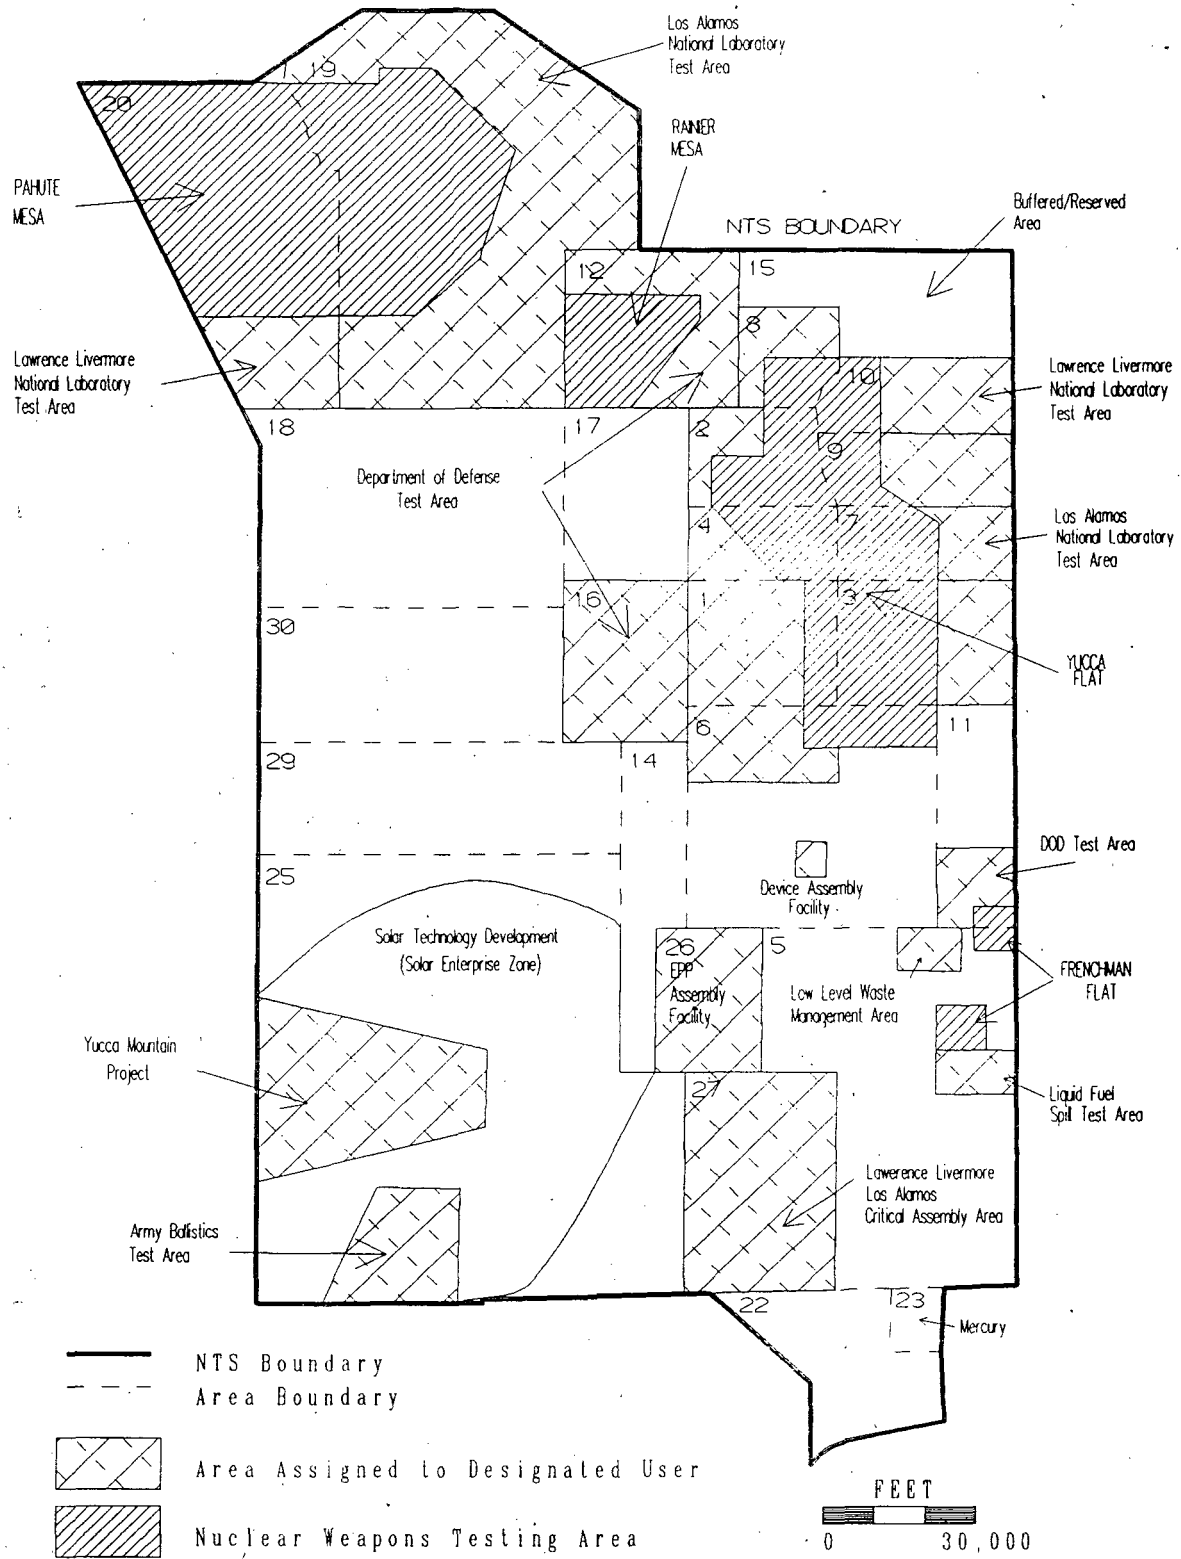 Los Alamos
National Laboratory
Test Area
19
20
RAINIER
MESA
PAHUTE
MESA
Buffered/Reserved
Area
NTS BOUNDARY
12
15
8
Lawrence Livermore
National Laboratory
Test Area
10
Lawrence Livermore
National Laboratory
Test Area
18
17
2
9
Department of Defense
Test Area
4
7
Los Alamos
National Laboratory
Test Area
16
1
3
30
YUCCA
FLAT
6
11
29
14
DOD Test Area
25
Device Assembly
Facility
Solar Technology Development
(Solar Enterprise Zone)
26
5
EPP
Assembly
Facility
Low Level Waste
Management Area
FRENCHMAN
FLAT
Yucca Mountain
Project
27
Liquid Fuel
Spill Test Area
Lawerence Livermore
Los Alamos
Critical Assembly Area
Army Ballistics
Test Area
22
23
Mercury
NTS Boundary
Area Boundary
Area Assigned to Designated User
Nuclear Weapons Testing Area
FEET
0 30,000